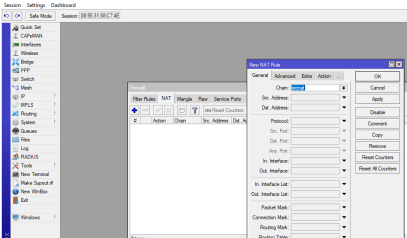 Session Settings Dashboard
Safe Mode Session: 08:55:31:58:C7:4E
Quick Set
CAPsMAN
Interfaces
Wireless
Bridge
PPP
Switch
Mesh
IP
MPLS
Routing
System
Queues
Files
Log
RADIUS
Tools
New Terminal
Make Supout.rif
New WinBox
Exit
Windows
Firewall
Filter Rules NAT Mangle Raw Service Ports
Reset Counters
# Action Chain Src. Address Dst. A
New NAT Rule
General Advanced Extra Action ...
Chain: srcnat
Src. Address:
Dst. Address:
Protocol:
Src. Port:
Dst. Port:
Any. Port:
In. Interface:
Out. Interface:
In. Interface List:
Out. Interface List:
Packet Mark:
Connection Mark:
Routing Mark:
Routing Table:
OK
Cancel
Apply
Disable
Comment
Copy
Remove
Reset Counters
Reset All Counters